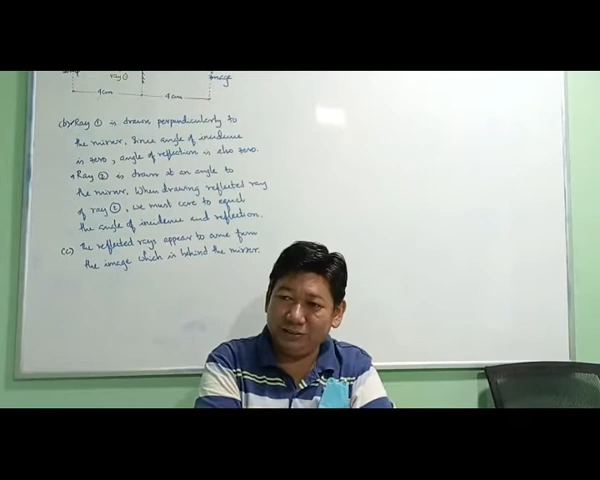 ray ①
image
4cm
4cm
(b) *Ray ① is drawn perpendicularly to
the mirror. Since angle of incidence
is zero, angle of reflection is also zero.
*Ray ② is drawn at an angle to
the mirror. When drawing reflected ray
of ray ②, we must care to equal
the angle of incidence and reflection.
(c) The reflected rays appear to come from
the image which is behind the mirror.